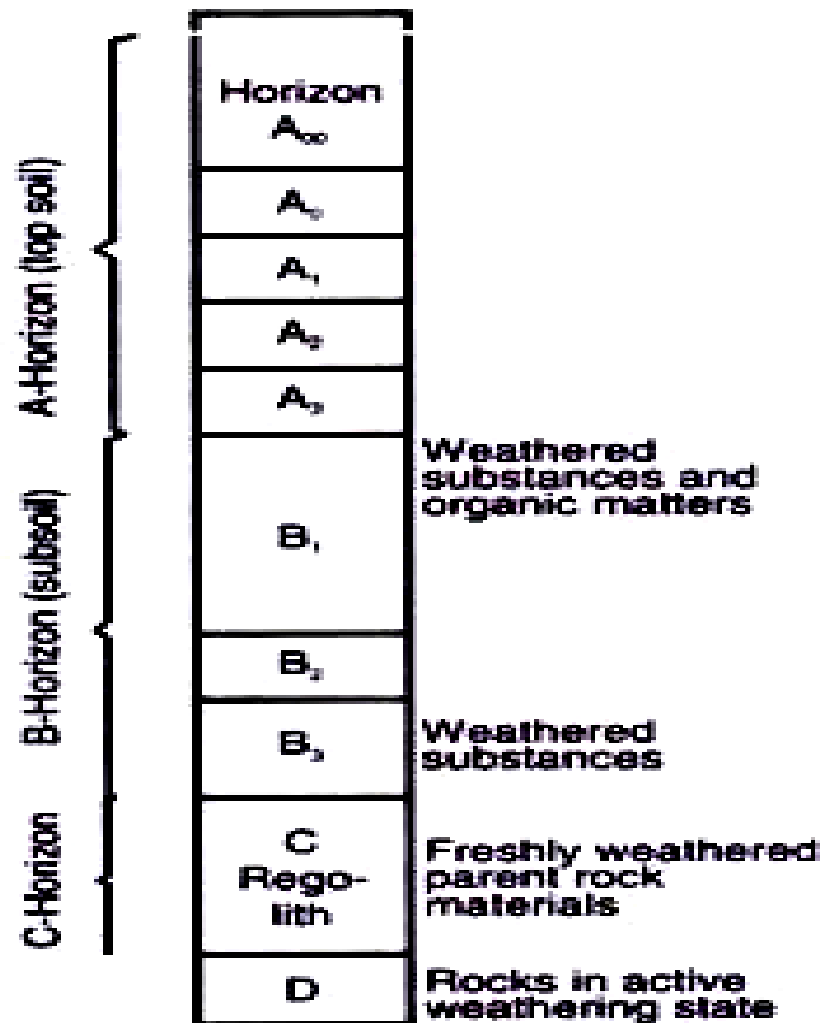 A-Horizon (top soil)
B-Horizon (subsoil)
C-Horizon
Horizon
A₀₀
A₀
A₁
A₂
A₃
B₁
B₂
B₃
C
Rego-
lith
D
Weathered
substances and
organic matters
Weathered
substances
Freshly weathered
parent rock
materials
Rocks in active
weathering state